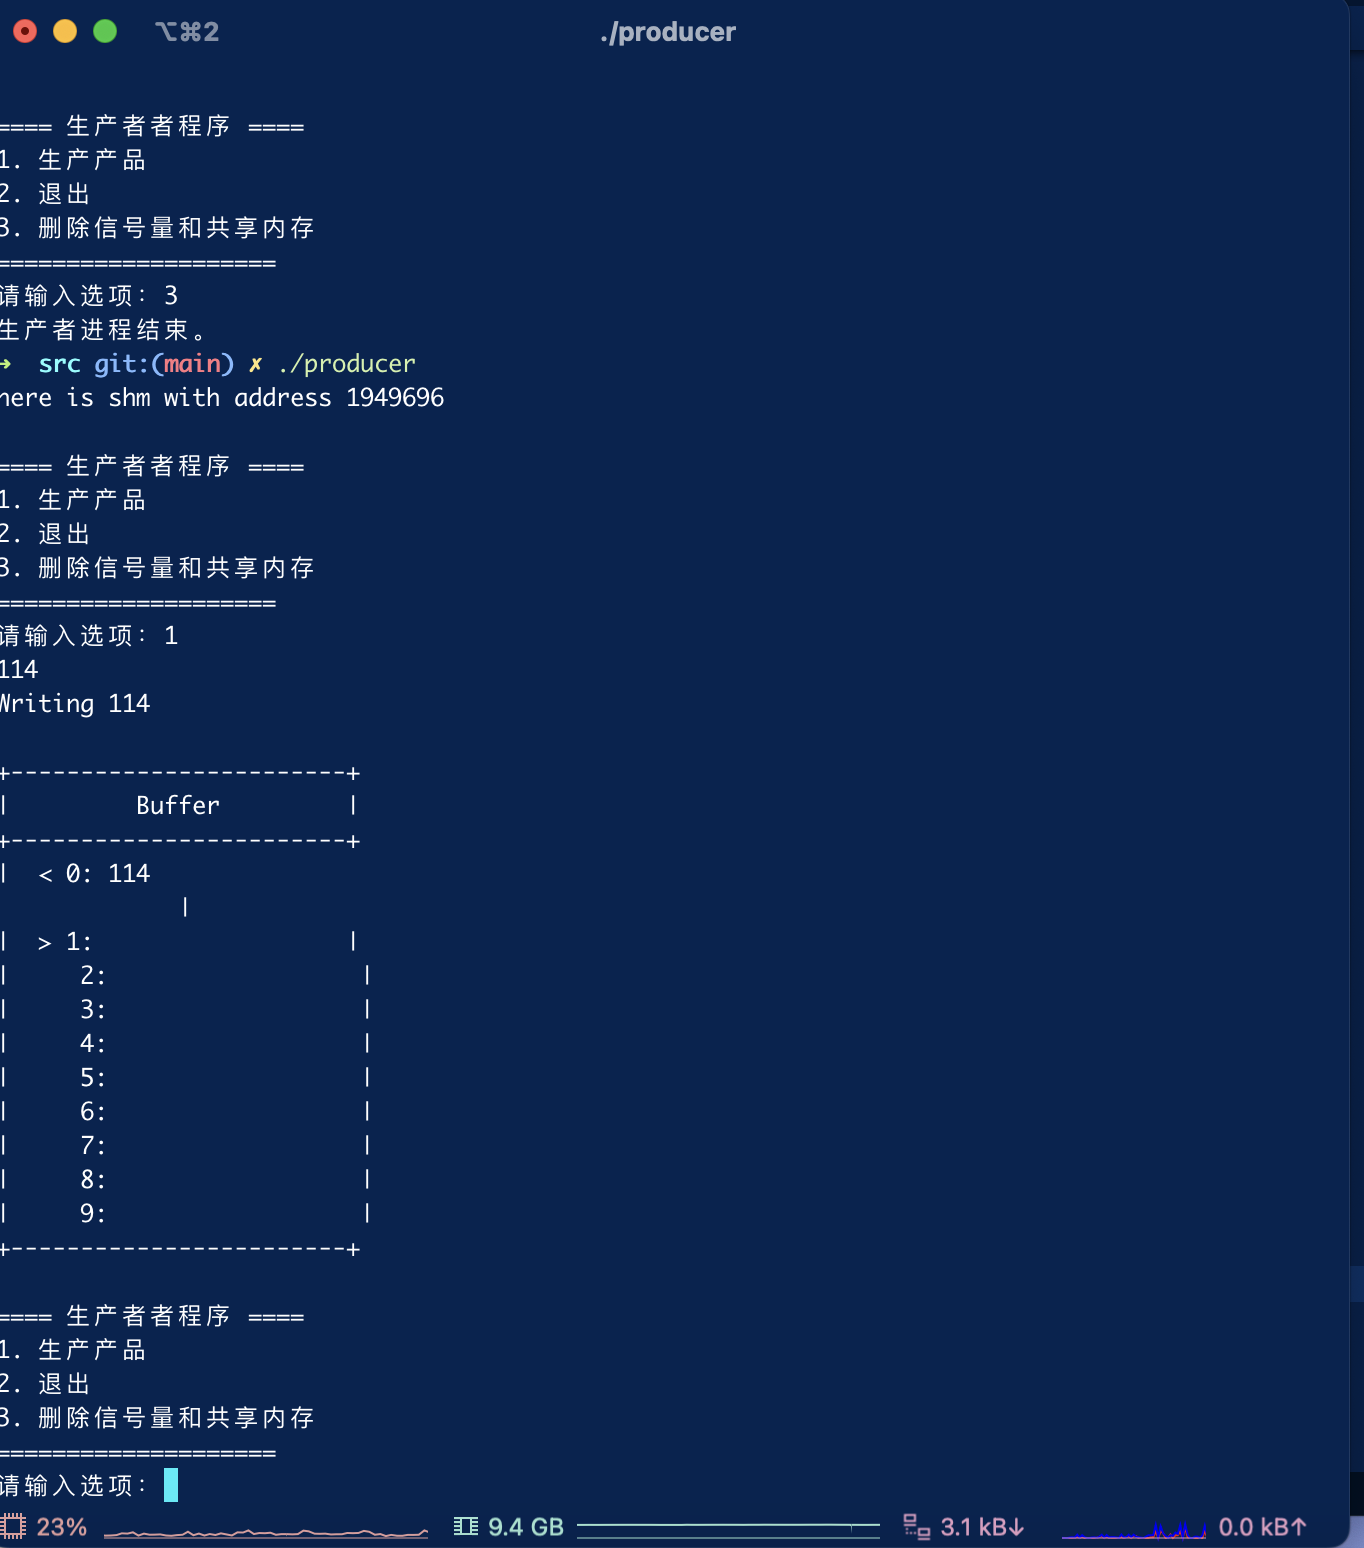 ⌥⌘2 ./producer
==== 生产者者程序 ====
1. 生产产品
2. 退出
3. 删除信号量和共享内存
====================
请输入选项: 3
生产者进程结束。
→ src git:(main) ✗ ./producer
here is shm with address 1949696
==== 生产者者程序 ====
1. 生产产品
2. 退出
3. 删除信号量和共享内存
====================
请输入选项: 1
114
Writing 114
+------------------------+
|         Buffer         |
+------------------------+
|  < 0: 114
             |
|  > 1:                  |
|     2:                  |
|     3:                  |
|     4:                  |
|     5:                  |
|     6:                  |
|     7:                  |
|     8:                  |
|     9:                  |
+------------------------+
==== 生产者者程序 ====
1. 生产产品
2. 退出
3. 删除信号量和共享内存
====================
请输入选项:
23% 9.4 GB 3.1 kB↓ 0.0 kB↑